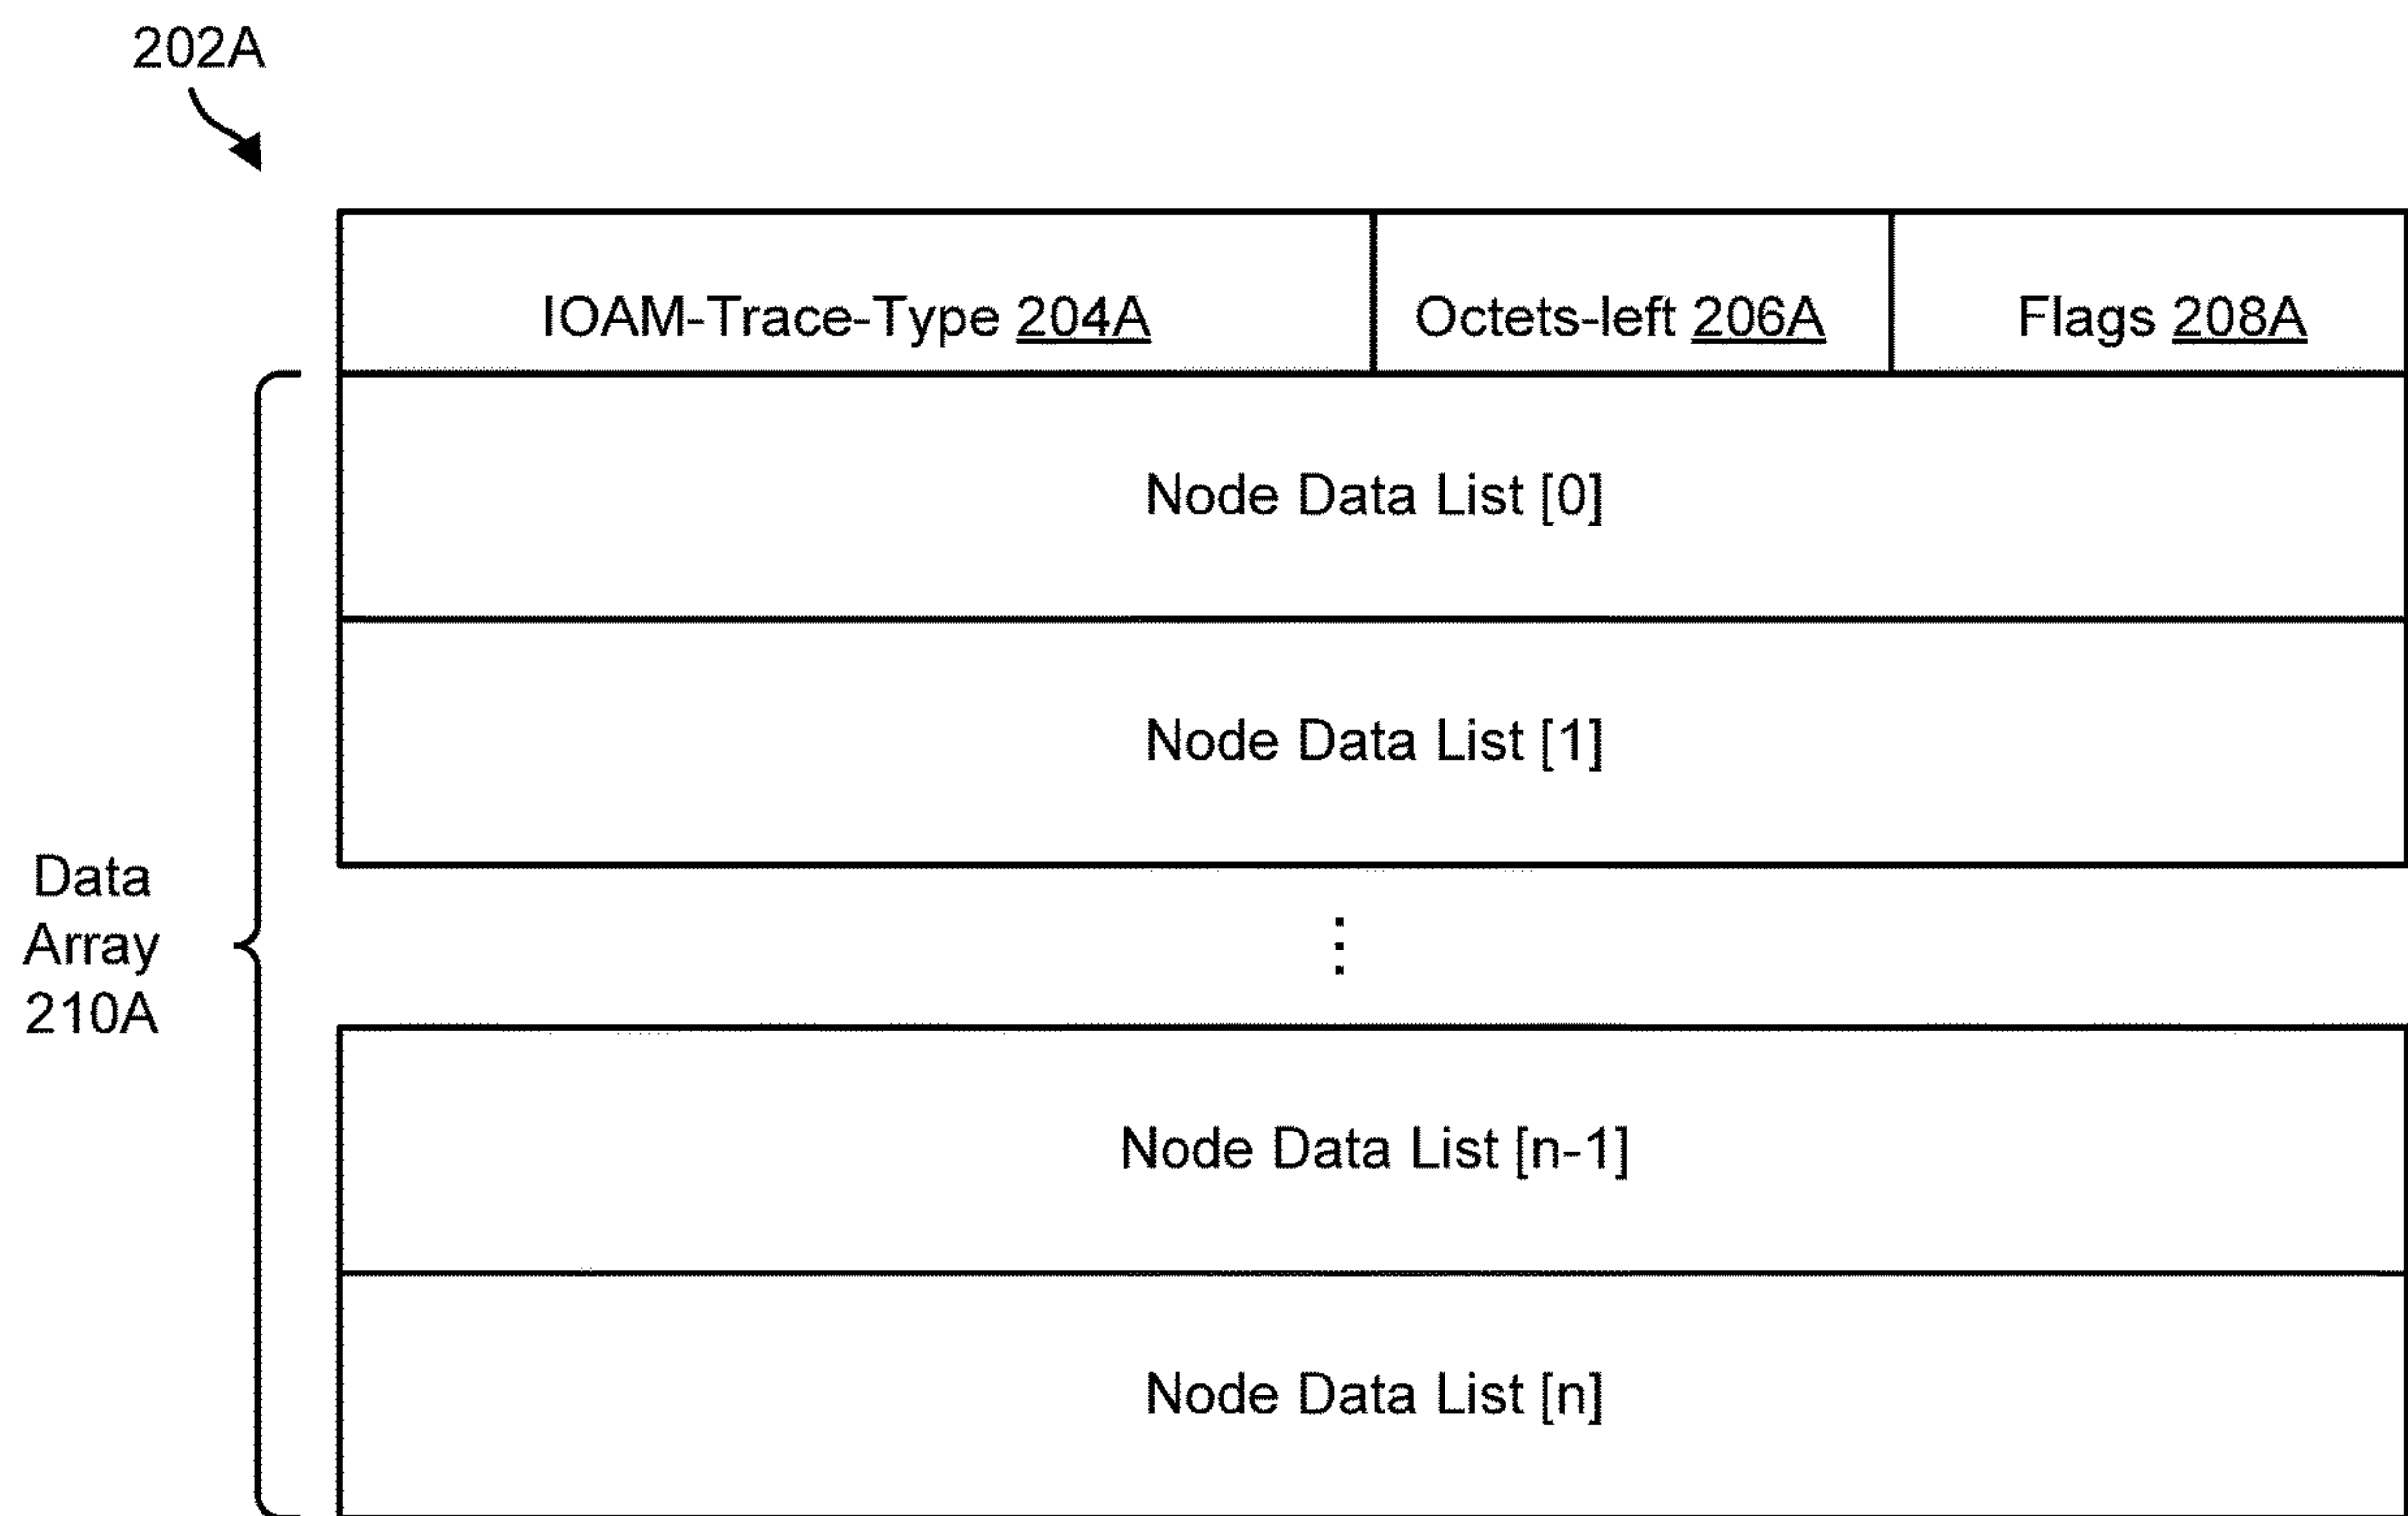 202A
IOAM-Trace-Type 204A
Octets-left 206A
Flags 208A
Node Data List [0]
Node Data List [1]
Data
Array
210A
⋮
Node Data List [n-1]
Node Data List [n]